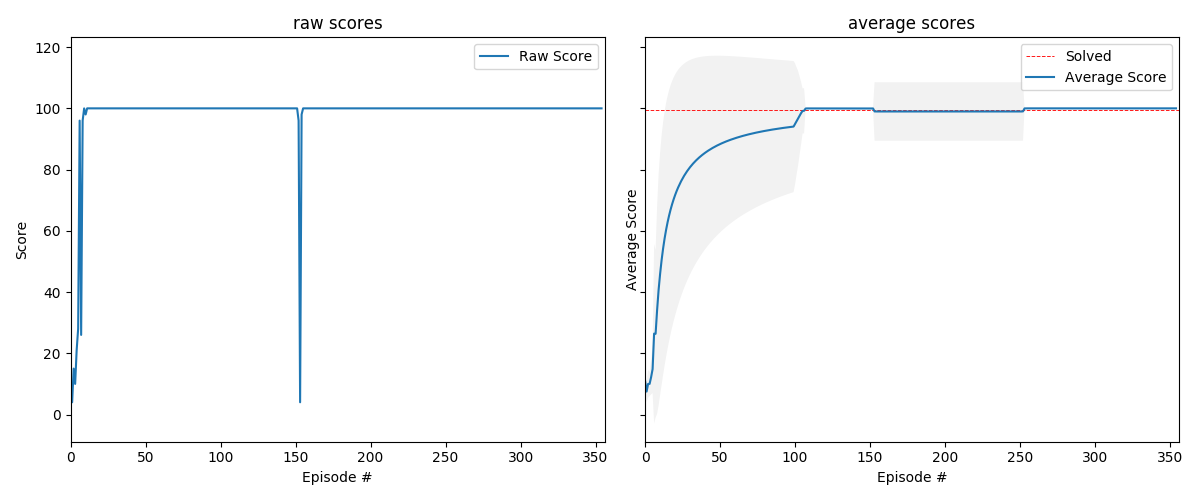 raw scores
120
100
80
60
40
20
0
Score
Raw Score
0 50 100 150 200 250 300 350
Episode #
average scores
Average Score
Solved
Average Score
0 50 100 150 200 250 300 350
Episode #